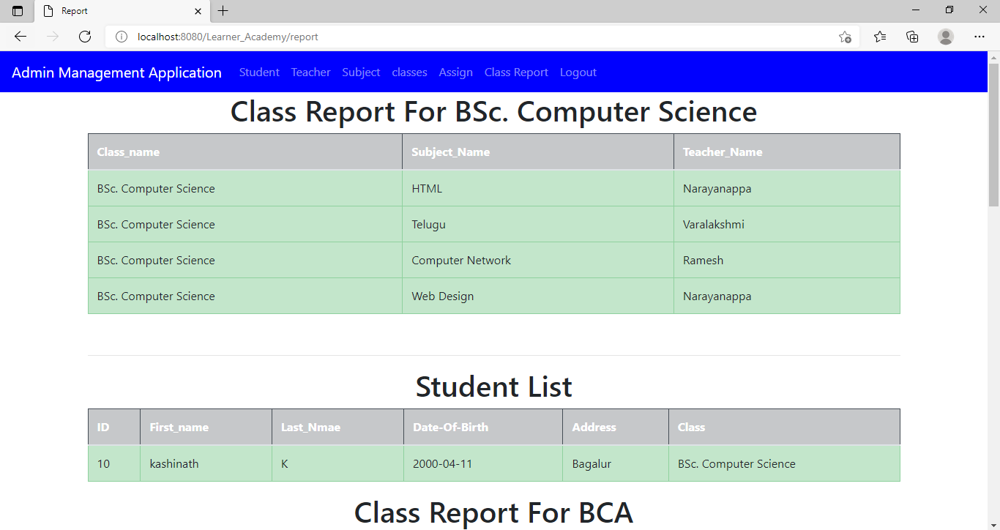 Report
localhost:8080/Learner_Academy/report
Admin Management Application Student Teacher Subject classes Assign Class Report Logout
Class Report For BSc. Computer Science
Class_name Subject_Name Teacher_Name
BSc. Computer Science HTML Narayanappa
BSc. Computer Science Telugu Varalakshmi
BSc. Computer Science Computer Network Ramesh
BSc. Computer Science Web Design Narayanappa
Student List
ID First_name Last_Nmae Date-Of-Birth Address Class
10 kashinath K 2000-04-11 Bagalur BSc. Computer Science
Class Report For BCA